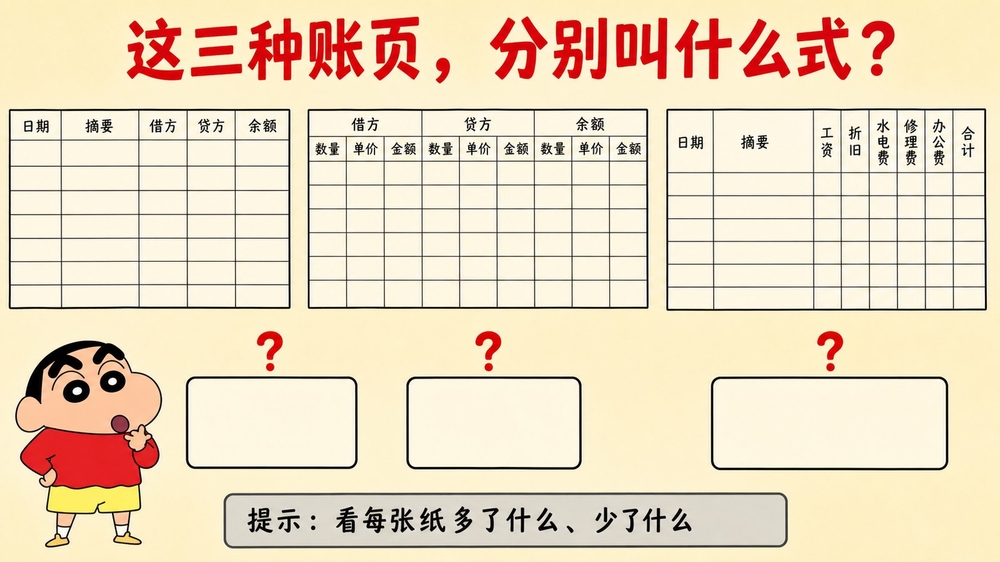 这三种账页，分别叫什么式？
日期 摘要 借方 贷方 余额
借方 贷方 余额
数量 单价 金额 数量 单价 金额 数量 单价 金额
日期 摘要 工资 折旧 水电费 修理费 办公费 合计
? ? ?
提示：看每张纸多了什么、少了什么